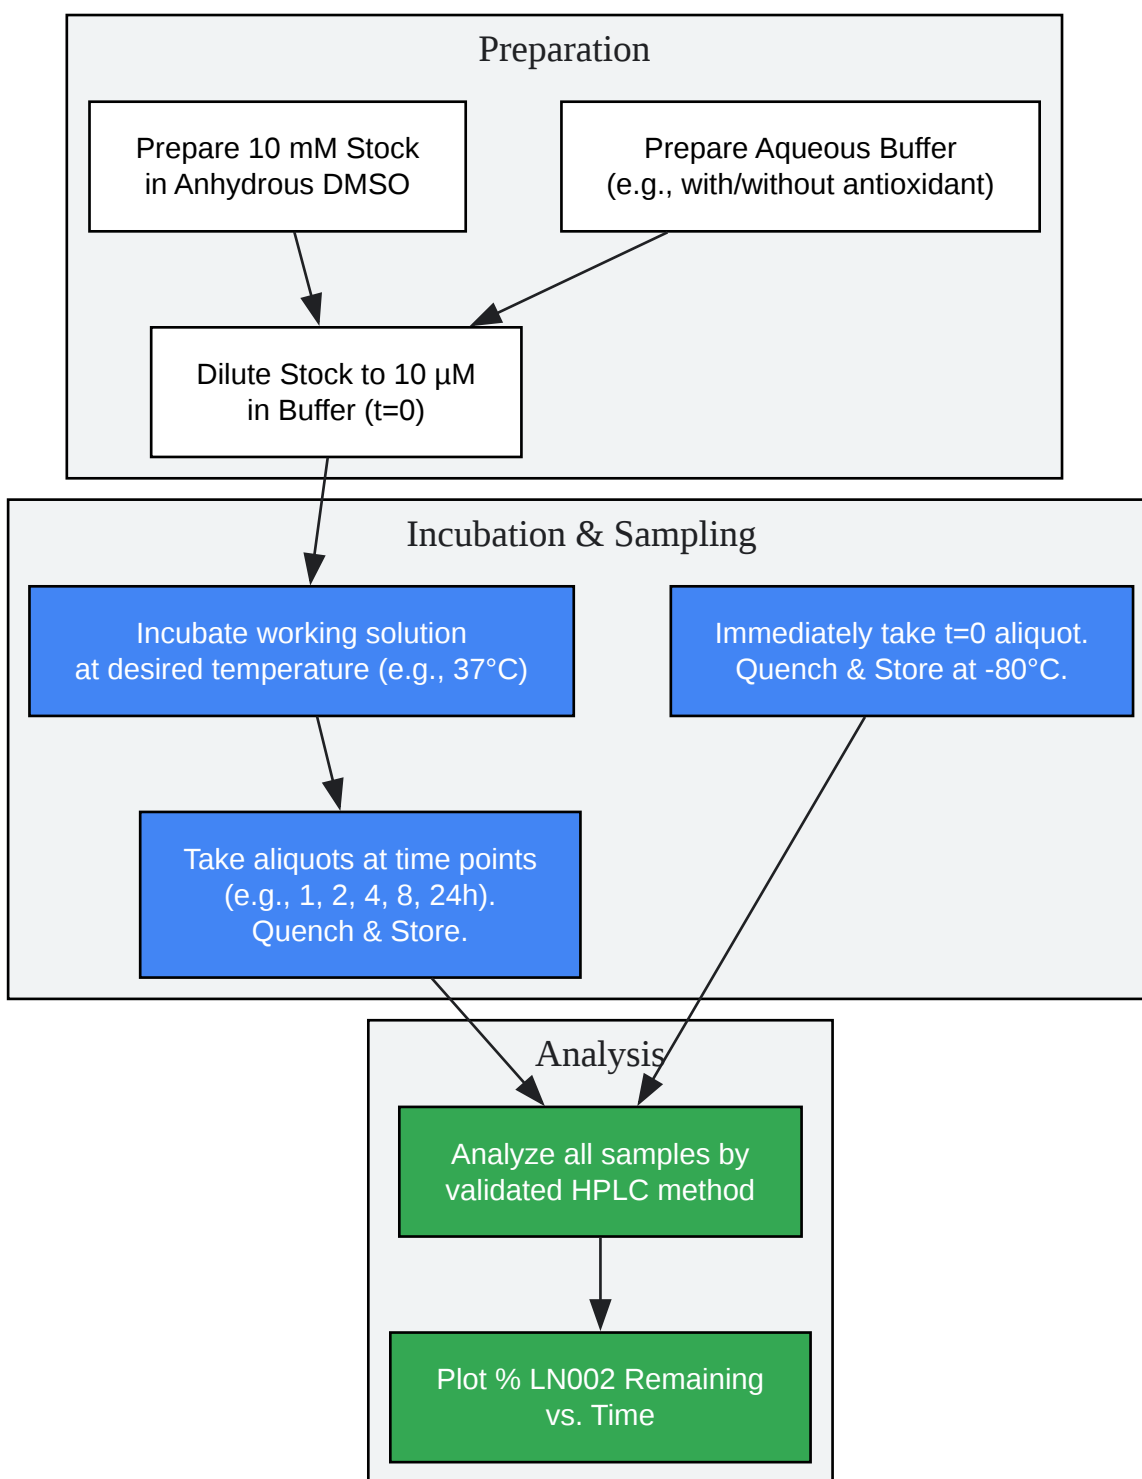 Preparation
Prepare 10 mM Stock
in Anhydrous DMSO
Prepare Aqueous Buffer
(e.g., with/without antioxidant)
Dilute Stock to 10 µM
in Buffer (t=0)
Incubation & Sampling
Incubate working solution
at desired temperature (e.g., 37°C)
Immediately take t=0 aliquot.
Quench & Store at -80°C.
Take aliquots at time points
(e.g., 1, 2, 4, 8, 24h).
Quench & Store.
Analysis
Analyze all samples by
validated HPLC method
Plot % LN002 Remaining
vs. Time